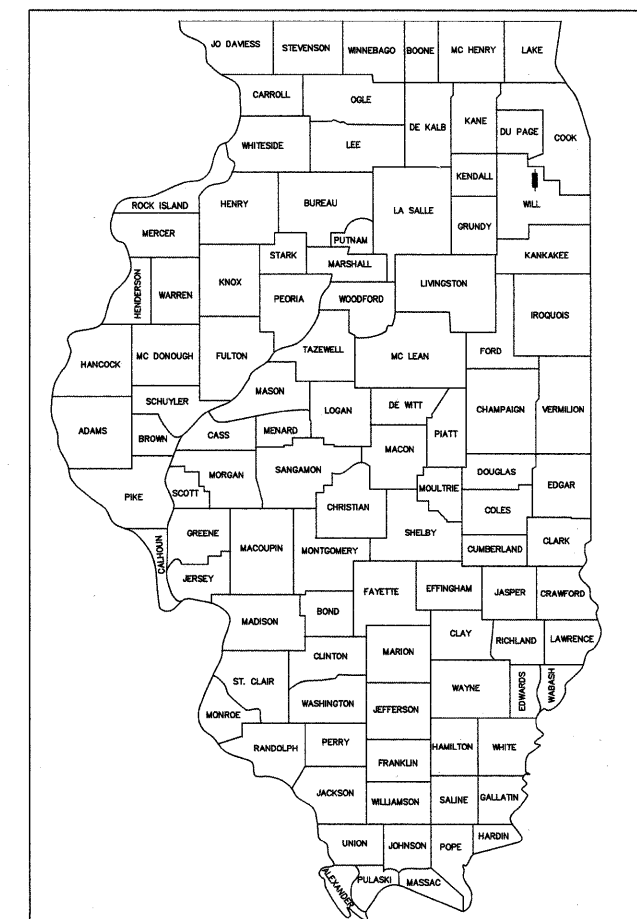 JO DAVIESS
STEVENSON
WINNEBAGO
BOONE
MC HENRY
LAKE
CARROLL
OGLE
DE KALB
KANE
DU PAGE
COOK
WHITESIDE
LEE
KENDALL
WILL
ROCK ISLAND
HENRY
BUREAU
LA SALLE
GRUNDY
MERCER
PUTNAM
STARK
MARSHALL
KANKAKEE
HENDERSON
WARREN
KNOX
PEORIA
WOODFORD
LIVINGSTON
IROQUOIS
HANCOCK
MC DONOUGH
FULTON
TAZEWELL
MC LEAN
FORD
MASON
SCHUYLER
LOGAN
DE WITT
CHAMPAIGN
VERMILION
ADAMS
BROWN
CASS
MENARD
MACON
PIATT
MORGAN
SANGAMON
DOUGLAS
EDGAR
PIKE
SCOTT
CHRISTIAN
MOULTRIE
COLES
CALHOUN
GREENE
MACOUPIN
MONTGOMERY
SHELBY
CUMBERLAND
CLARK
JERSEY
FAYETTE
EFFINGHAM
JASPER
CRAWFORD
MADISON
BOND
CLAY
RICHLAND
LAWRENCE
CLINTON
MARION
ST. CLAIR
WAYNE
EDWARDS
WABASH
MONROE
WASHINGTON
JEFFERSON
RANDOLPH
PERRY
HAMILTON
WHITE
FRANKLIN
JACKSON
WILLIAMSON
SALINE
GALLATIN
UNION
JOHNSON
POPE
HARDIN
ALEXANDER
PULASKI
MASSAC